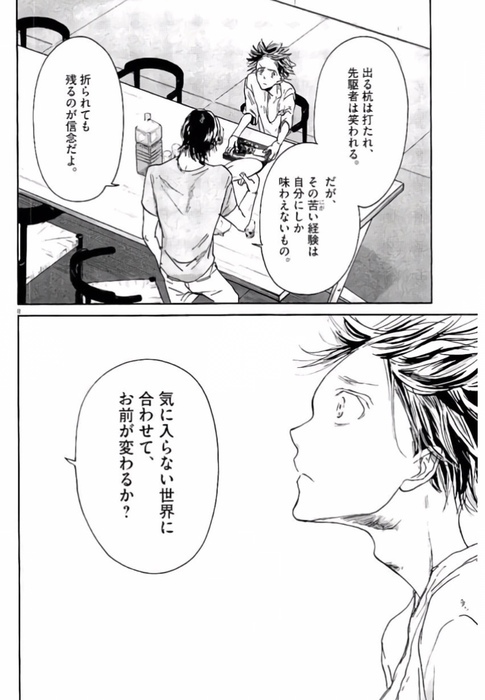 出る杭は打たれ、
先駆者は笑われる。
だが、
その苦い経験は
自分にしか
味わえないもの。
折られても
残るのが信念だよ。
気に入らない世界に
合わせて、
お前が変わるか?